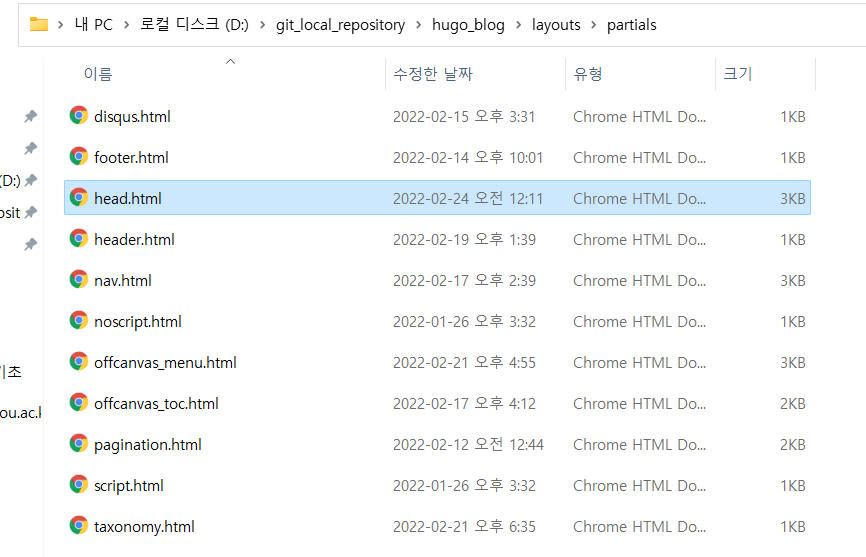 내 PC > 로컬 디스크 (D:) > git_local_repository > hugo_blog > layouts > partials
이름 수정한 날짜 유형 크기
disqus.html 2022-02-15 오후 3:31 Chrome HTML Do... 1KB
footer.html 2022-02-14 오후 10:01 Chrome HTML Do... 1KB
(D:)
head.html 2022-02-24 오전 12:11 Chrome HTML Do... 3KB
osit
header.html 2022-02-19 오후 1:39 Chrome HTML Do... 1KB
nav.html 2022-02-17 오후 2:39 Chrome HTML Do... 3KB
noscript.html 2022-01-26 오후 3:32 Chrome HTML Do... 1KB
offcanvas_menu.html 2022-02-21 오후 4:55 Chrome HTML Do... 3KB
기초
offcanvas_toc.html 2022-02-17 오후 4:12 Chrome HTML Do... 2KB
ou.ac.k
pagination.html 2022-02-12 오전 12:44 Chrome HTML Do... 2KB
script.html 2022-01-26 오후 3:32 Chrome HTML Do... 1KB
taxonomy.html 2022-02-21 오후 6:35 Chrome HTML Do... 1KB